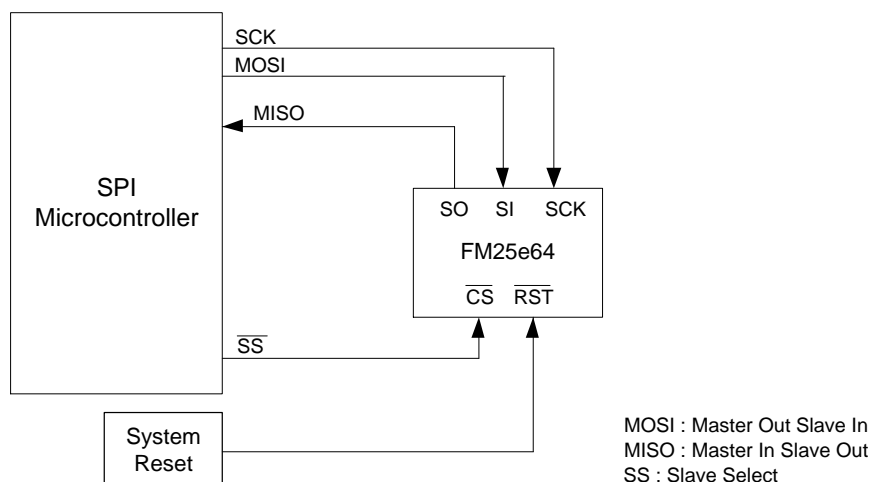 SCK
MOSI
MISO
SPI
Microcontroller
SO SI SCK
FM25e64
CS RST
SS
System
Reset
MOSI : Master Out Slave In
MISO : Master In Slave Out
SS : Slave Select